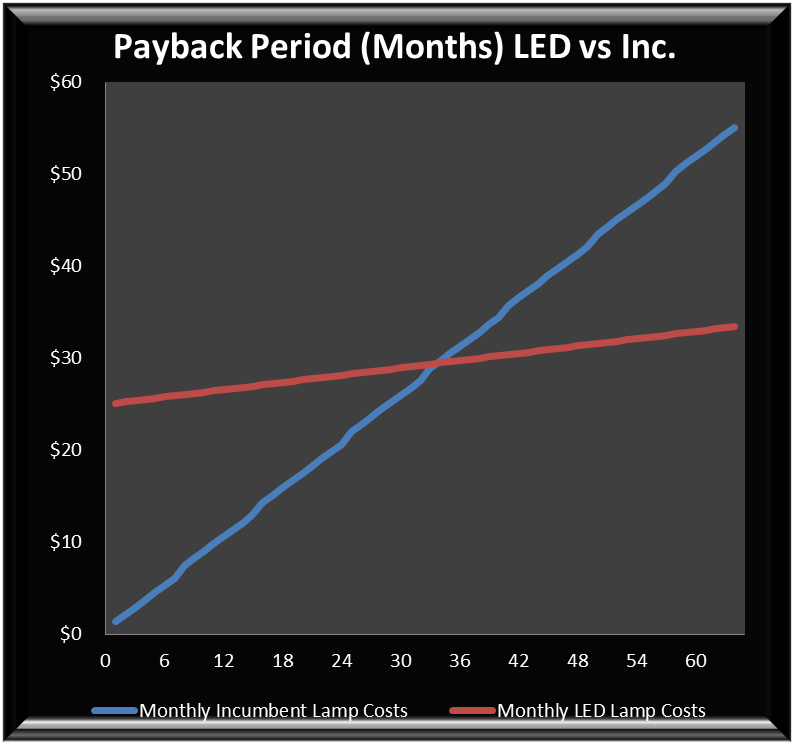 Payback Period (Months) LED vs Inc.
$60
$50
$40
$30
$20
$10
$0
0 6 12 18 24 30 36 42 48 54 60
Monthly Incumbent Lamp Costs Monthly LED Lamp Costs